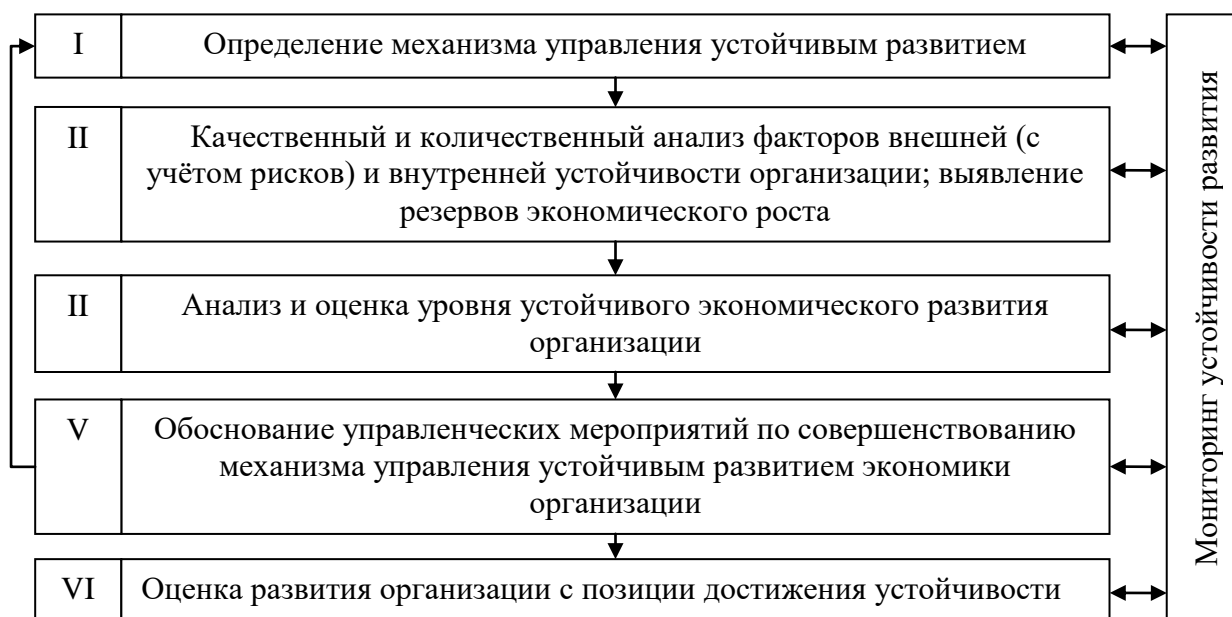 I
Определение механизма управления устойчивым развитием
II
Качественный и количественный анализ факторов внешней (с
учётом рисков) и внутренней устойчивости организации; выявление
резервов экономического роста
II
Анализ и оценка уровня устойчивого экономического развития
организации
V
Обоснование управленческих мероприятий по совершенствованию
механизма управления устойчивым развитием экономики
организации
VI
Оценка развития организации с позиции достижения устойчивости
Мониторинг устойчивости развития